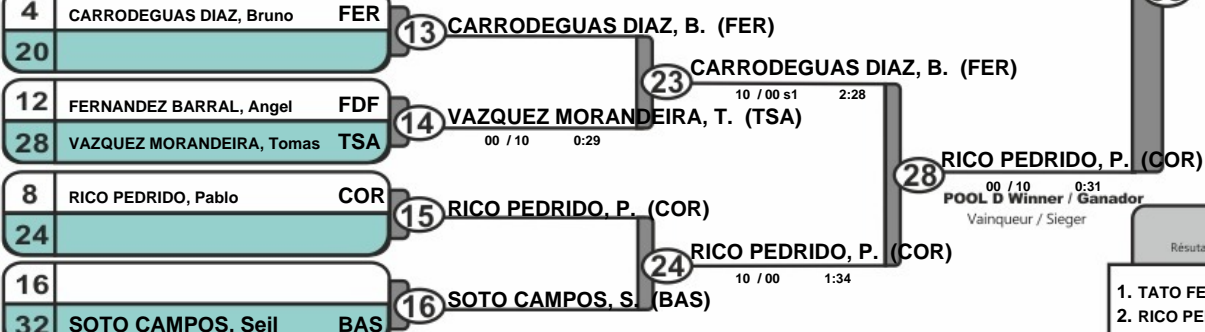 4 CARRODEGUAS DIAZ, Bruno FER
20
13 CARRODEGUAS DIAZ, B. (FER)
23 CARRODEGUAS DIAZ, B. (FER)
10 / 00 s1 2:28
12 FERNANDEZ BARRAL, Angel FDF
28 VAZQUEZ MORANDEIRA, Tomas TSA
14 VAZQUEZ MORANDEIRA, T. (TSA)
00 / 10 0:29
28 RICO PEDRIDO, P. (COR)
00 / 10 0:31
POOL D Winner / Ganador
Vainqueur / Sieger
8 RICO PEDRIDO, Pablo COR
24
15 RICO PEDRIDO, P. (COR)
24 RICO PEDRIDO, P. (COR)
10 / 00 1:34
16
32 SOTO CAMPOS, Seil BAS
16 SOTO CAMPOS, S. (BAS)
Résuta
1. TATO FE
2. RICO PE